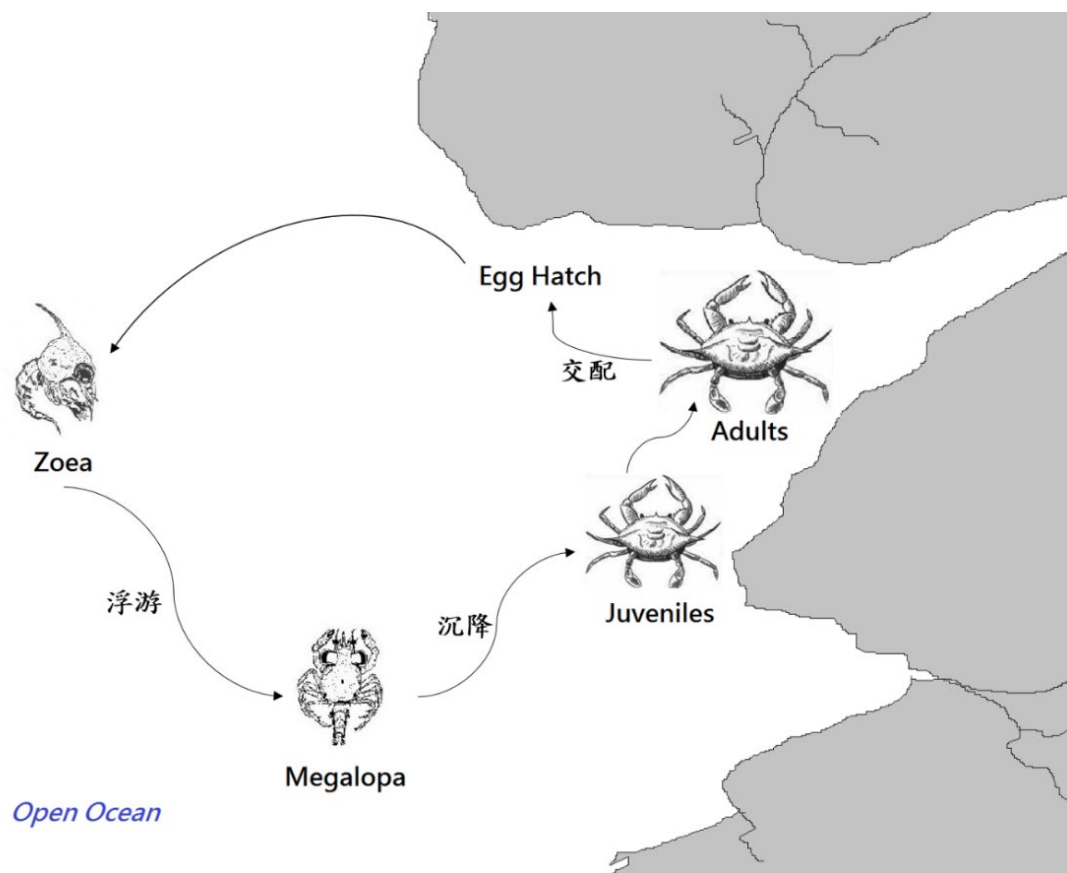 Egg Hatch
交配
Adults
Zoea
Juveniles
浮游
沉降
Megalopa
Open Ocean